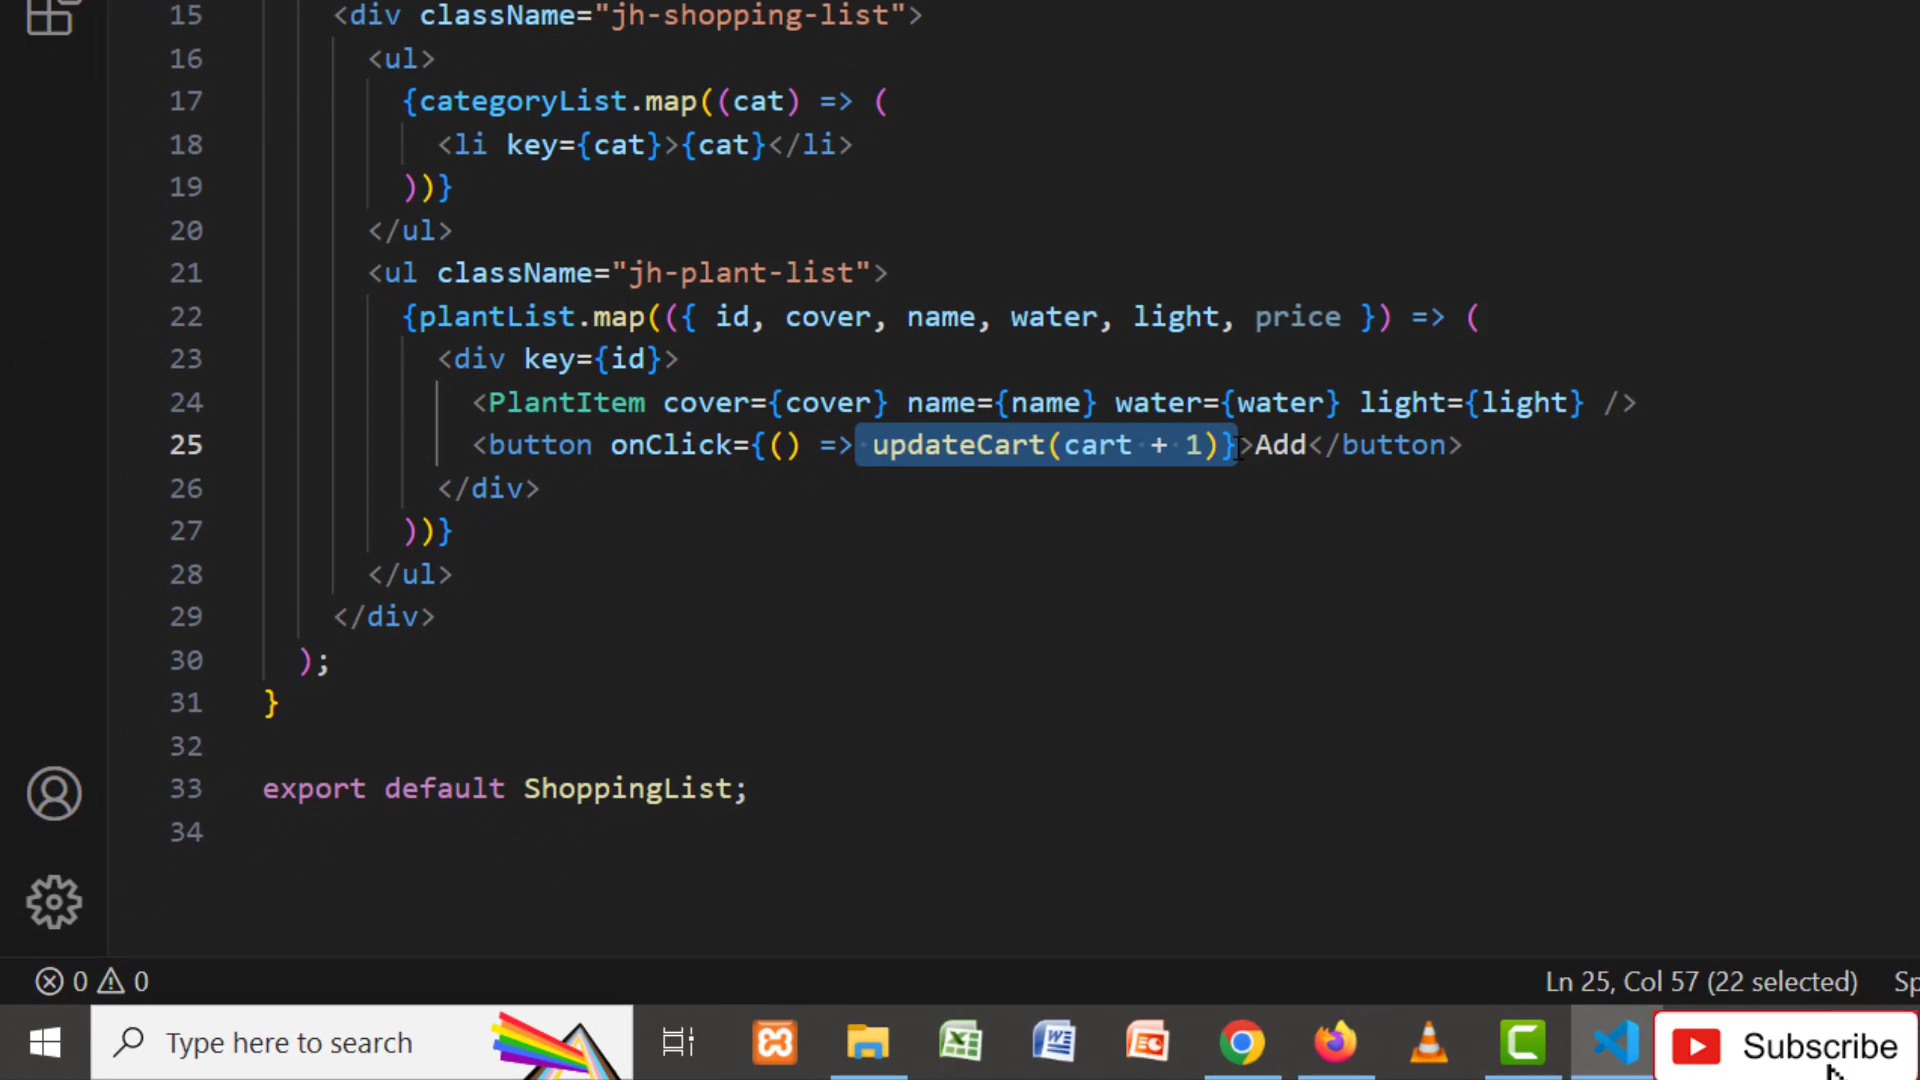 15 <div className="jh-shopping-list">
16 <ul>
17 {categoryList.map((cat) => (
18 <li key={cat}>{cat}</li>
19 ))}
20 </ul>
21 <ul className="jh-plant-list">
22 {plantList.map(({ id, cover, name, water, light, price }) => (
23 <div key={id}>
24 <PlantItem cover={cover} name={name} water={water} light={light} />
25 <button onClick={() => updateCart(cart + 1)}>Add</button>
26 </div>
27 ))}
28 </ul>
29 </div>
30 );
31 }
32
33 export default ShoppingList;
34
0 0
Ln 25, Col 57 (22 selected) Sp
Type here to search
Subscribe